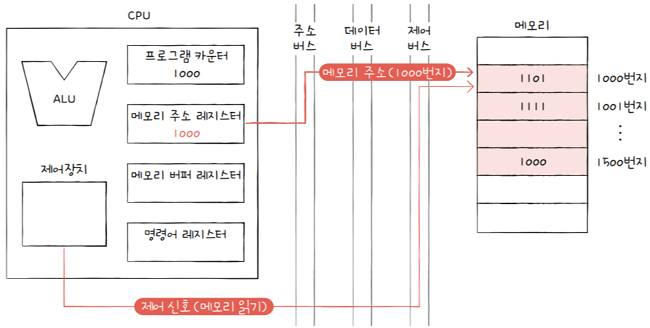 CPU
주소
버스
데이터
버스
제어
버스
메모리
프로그램 카운터
1000
ALU
메모리 주소(1000번지)
1101
1000번지
메모리 주소 레지스터
1000
1111
1001번지
⋮
제어장치
메모리 버퍼 레지스터
1000
1500번지
명령어 레지스터
제어 신호(메모리 읽기)